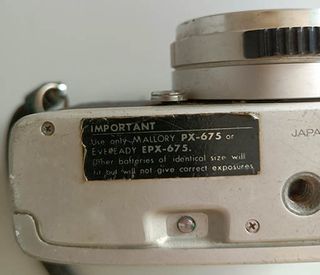 IMPORTANT
Use only MALLORY PX-675 or
EVEREADY EPX-675.
Other batteries of identical size will
fit but will not give correct exposures
JAPA